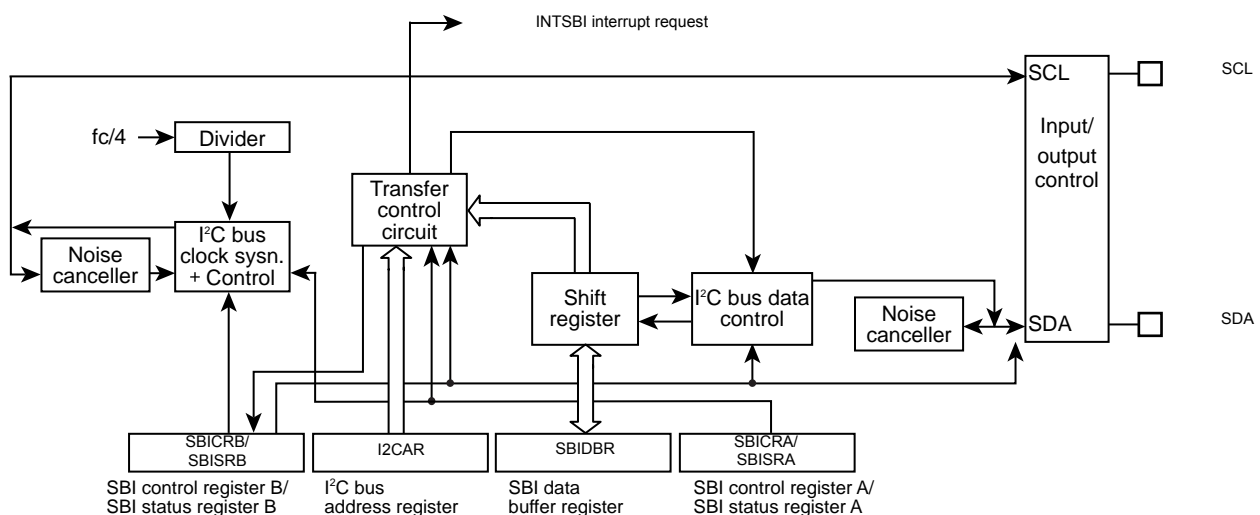 INTSBI interrupt request
SCL
SCL
fc/4
Divider
Input/
output
control
Transfer
control
circuit
I²C bus
clock sysn.
+ Control
Noise
canceller
Shift
register
I²C bus data
control
Noise
canceller
SDA
SDA
SBICRB/
SBISRB
I2CAR
SBIDBR
SBICRA/
SBISRA
SBI control register B/
SBI status register B
I²C bus
address register
SBI data
buffer register
SBI control register A/
SBI status register A